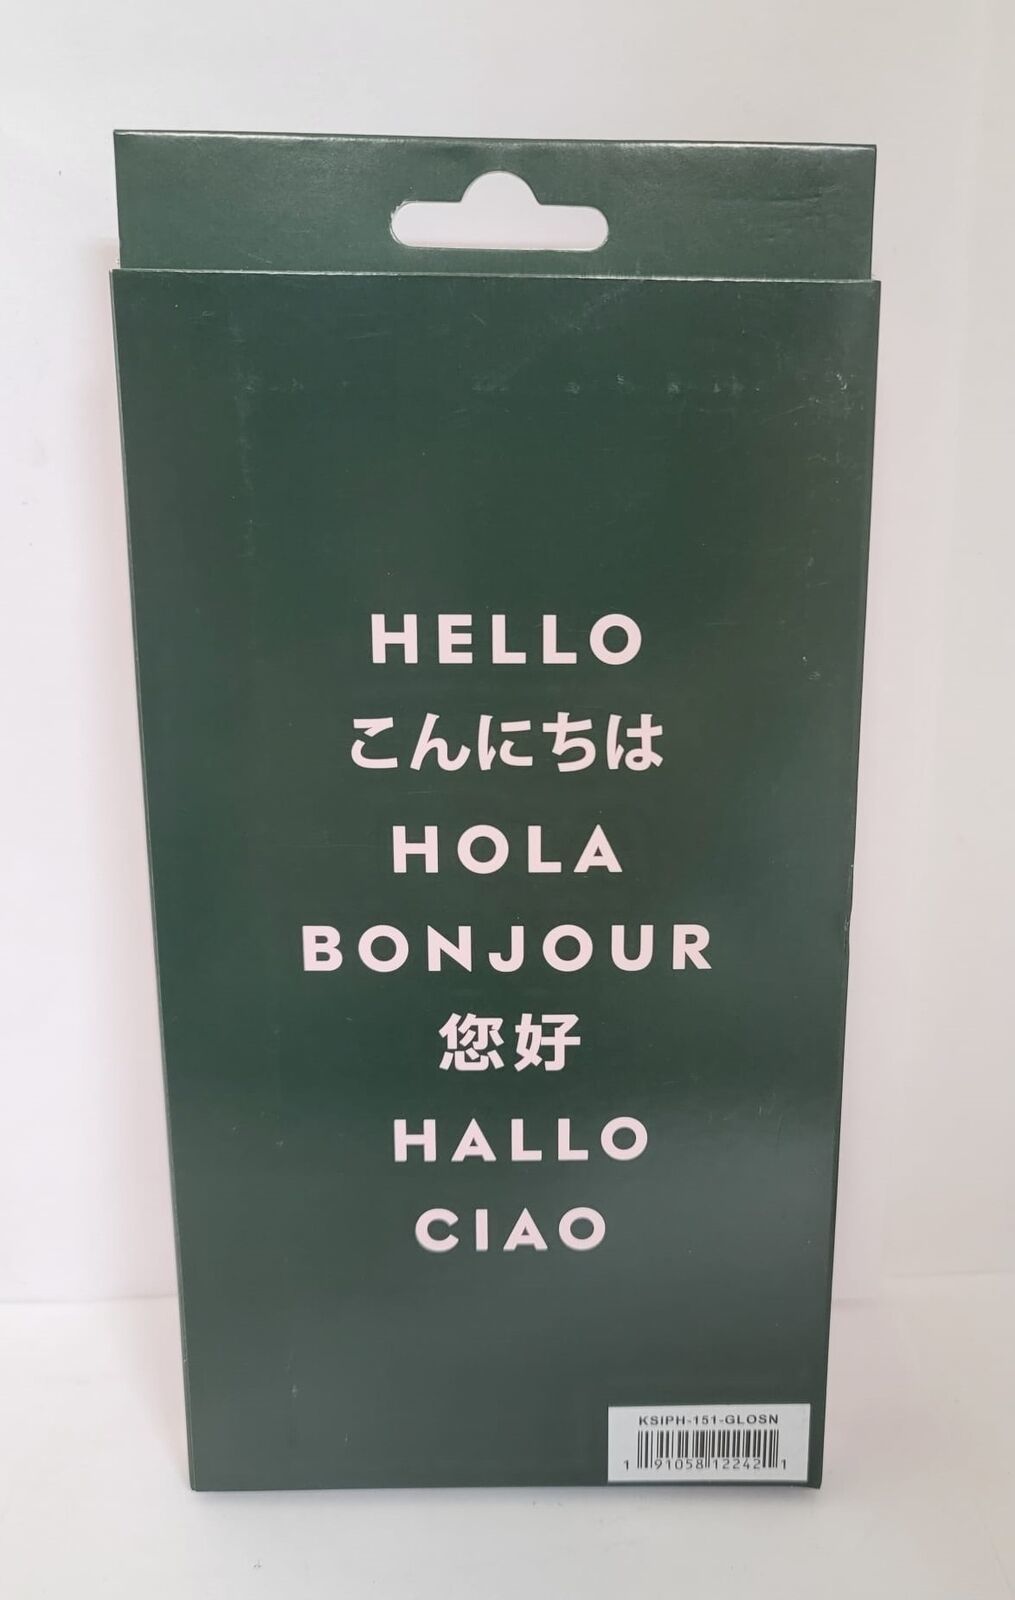 HELLO
こんにちは
HOLA
BONJOUR
您好
HALLO
CIAO
KSIPH-151-GLOSN
1 91058 12242 1